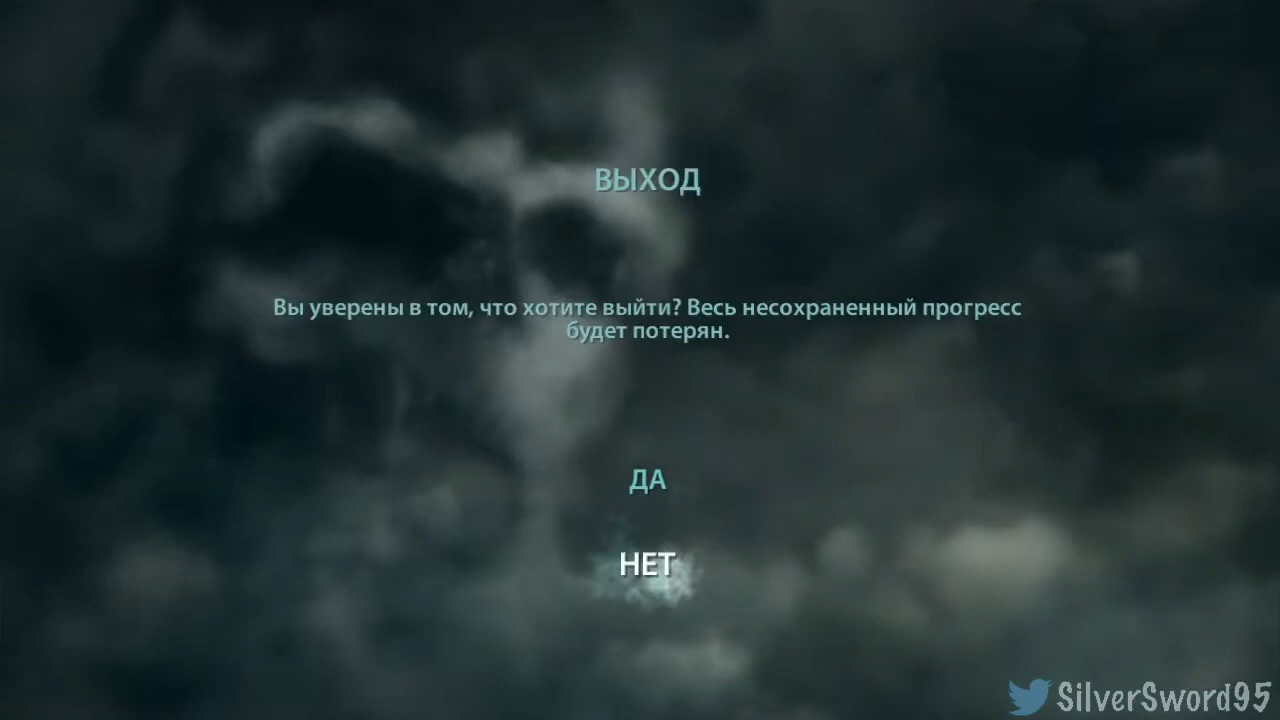 ВЫХОД
Вы уверены в том, что хотите выйти? Весь несохраненный прогресс
будет потерян.
ДА
НЕТ
SilverSword95